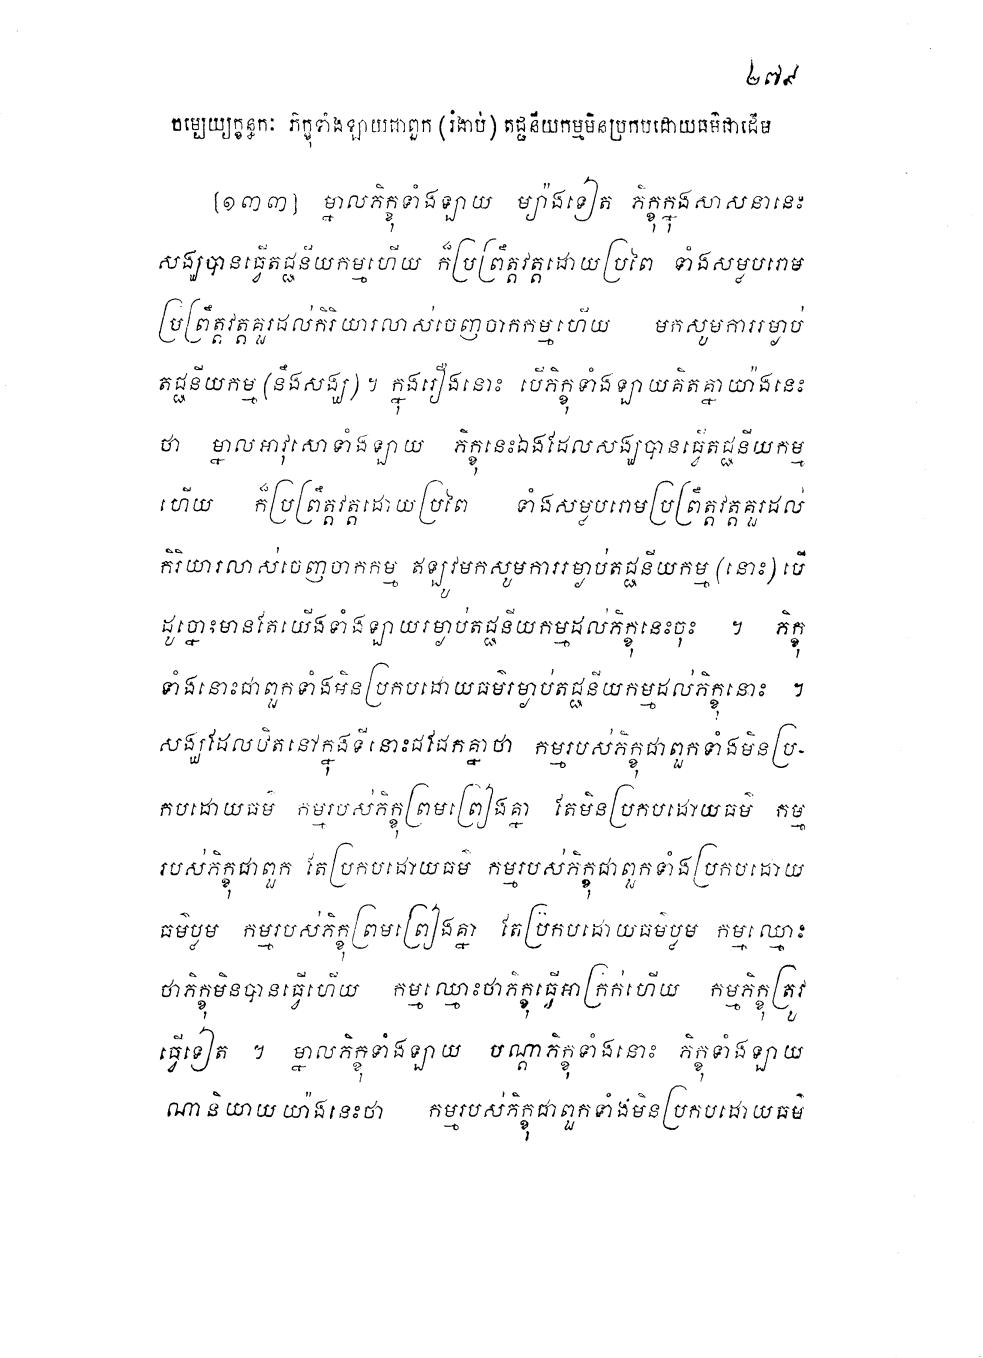 ២៧៩
ចម្បេយ្យក្ខន្ធកៈ ភិក្ខុទាំងឡាយជាពួក (រំងាប់) តជ្ជនីយកម្មមិនប្រកបដោយធម៌ជាដើម
[១៣៣] ម្នាលភិក្ខុទាំងឡាយ ម្យ៉ាងទៀត ភិក្ខុក្នុងសាសនានេះ
សង្ឃបានធ្វើតជ្ជនីយកម្មហើយ ក៏ប្រព្រឹត្តវត្តដោយប្រពៃ ទាំងសម្ងបរោម
ប្រព្រឹត្តវត្តគួរដល់កិរិយារលាស់ចេញចាកកម្មហើយ មកសូមការរម្ងាប់
តជ្ជនីយកម្ម (នឹងសង្ឃ) ។ ក្នុងរឿងនោះ បើភិក្ខុទាំងឡាយគិតគ្នាយ៉ាងនេះ
ថា ម្នាលអាវុសោទាំងឡាយ ភិក្ខុនេះឯងដែលសង្ឃបានធ្វើតជ្ជនីយកម្ម
ហើយ ក៏ប្រព្រឹត្តវត្តដោយប្រពៃ ទាំងសម្ងបរោមប្រព្រឹត្តវត្តគួរដល់
កិរិយារលាស់ចេញចាកកម្ម ឥឡូវមកសូមការរម្ងាប់តជ្ជនីយកម្ម (នោះ) បើ
ដូច្នោះមានតែយើងទាំងឡាយរម្ងាប់តជ្ជនីយកម្មដល់ភិក្ខុនេះចុះ ។ ភិក្ខុ
ទាំងនោះជាពួកទាំងមិនប្រកបដោយធម៌រម្ងាប់តជ្ជនីយកម្មដល់ភិក្ខុនោះ ។
សង្ឃដែលឋិតនៅក្នុងទីនោះជជែកគ្នាថា កម្មរបស់ភិក្ខុជាពួកទាំងមិនប្រ-
កបដោយធម៌ កម្មរបស់ភិក្ខុព្រមព្រៀងគ្នា តែមិនប្រកបដោយធម៌ កម្ម
របស់ភិក្ខុជាពួក តែប្រកបដោយធម៌ កម្មរបស់ភិក្ខុជាពួកទាំងប្រកបដោយ
ធម៌ប្លម កម្មរបស់ភិក្ខុព្រមព្រៀងគ្នា តែប្រកបដោយធម៌ប្លម កម្មឈ្មោះ
ថាភិក្ខុមិនបានធ្វើហើយ កម្មឈ្មោះថាភិក្ខុធ្វើអាក្រក់ហើយ កម្មភិក្ខុត្រូវ
ធ្វើទៀត ។ ម្នាលភិក្ខុទាំងឡាយ បណ្តាភិក្ខុទាំងនោះ ភិក្ខុទាំងឡាយ
ណានិយាយយ៉ាងនេះថា កម្មរបស់ភិក្ខុជាពួកទាំងមិនប្រកបដោយធម៌